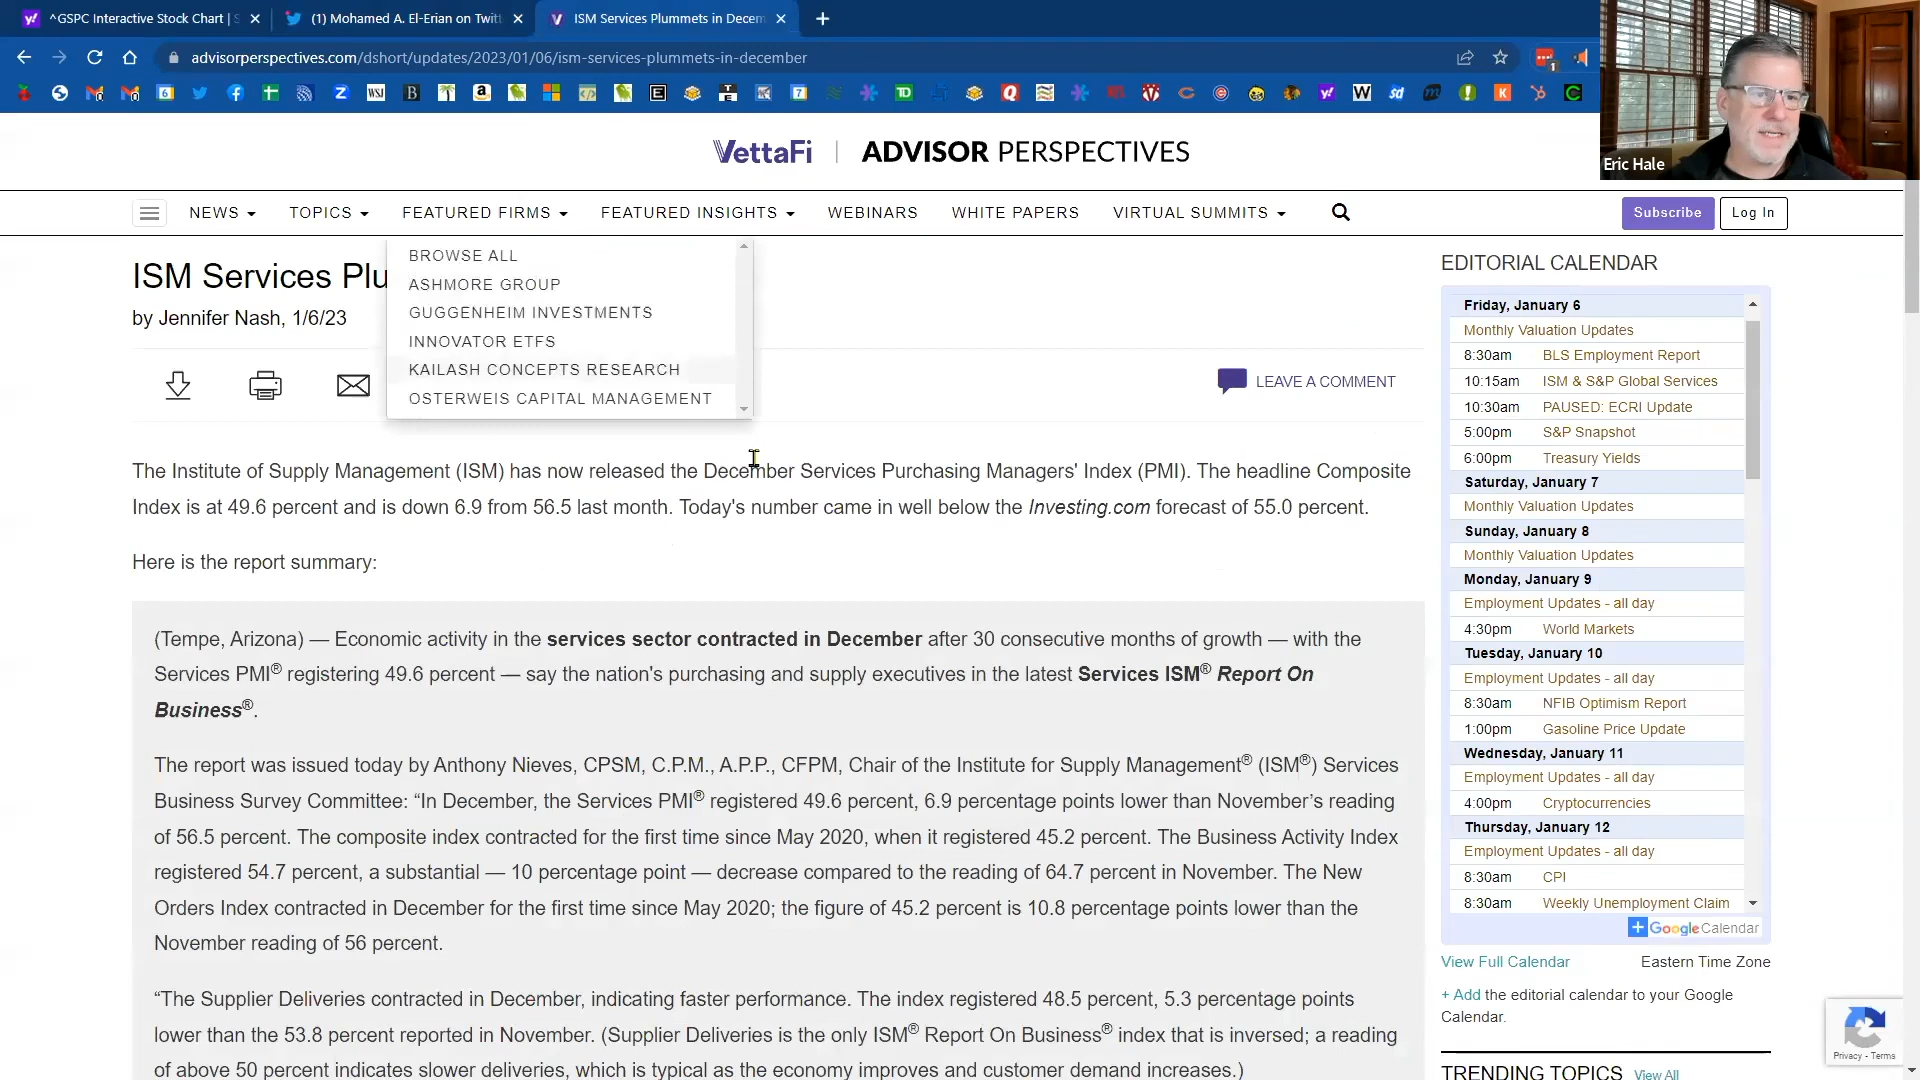 ^GSPC Interactive Stock Chart | S
(1) Mohamed A. El-Erian on Twitt
ISM Services Plummets in Decem
advisorperspectives.com/dshort/updates/2023/01/06/ism-services-plummets-in-december
Eric Hale
VettaFi | ADVISOR PERSPECTIVES
NEWS
TOPICS
FEATURED FIRMS
FEATURED INSIGHTS
WEBINARS
WHITE PAPERS
VIRTUAL SUMMITS
Subscribe
Log In
BROWSE ALL
ASHMORE GROUP
GUGGENHEIM INVESTMENTS
INNOVATOR ETFS
KAILASH CONCEPTS RESEARCH
OSTERWEIS CAPITAL MANAGEMENT
ISM Services Plu
by Jennifer Nash, 1/6/23
LEAVE A COMMENT
The Institute of Supply Management (ISM) has now released the December Services Purchasing Managers' Index (PMI). The headline Composite
Index is at 49.6 percent and is down 6.9 from 56.5 last month. Today's number came in well below the Investing.com forecast of 55.0 percent.
Here is the report summary:
(Tempe, Arizona) — Economic activity in the services sector contracted in December after 30 consecutive months of growth — with the
Services PMI® registering 49.6 percent — say the nation's purchasing and supply executives in the latest Services ISM® Report On
Business®.
The report was issued today by Anthony Nieves, CPSM, C.P.M., A.P.P., CFPM, Chair of the Institute for Supply Management® (ISM®) Services
Business Survey Committee: “In December, the Services PMI® registered 49.6 percent, 6.9 percentage points lower than November’s reading
of 56.5 percent. The composite index contracted for the first time since May 2020, when it registered 45.2 percent. The Business Activity Index
registered 54.7 percent, a substantial — 10 percentage point — decrease compared to the reading of 64.7 percent in November. The New
Orders Index contracted in December for the first time since May 2020; the figure of 45.2 percent is 10.8 percentage points lower than the
November reading of 56 percent.
“The Supplier Deliveries contracted in December, indicating faster performance. The index registered 48.5 percent, 5.3 percentage points
lower than the 53.8 percent reported in November. (Supplier Deliveries is the only ISM® Report On Business® index that is inversed; a reading
of above 50 percent indicates slower deliveries, which is typical as the economy improves and customer demand increases.)
EDITORIAL CALENDAR
Friday, January 6
Monthly Valuation Updates
8:30am BLS Employment Report
10:15am ISM & S&P Global Services
10:30am PAUSED: ECRI Update
5:00pm S&P Snapshot
6:00pm Treasury Yields
Saturday, January 7
Monthly Valuation Updates
Sunday, January 8
Monthly Valuation Updates
Monday, January 9
Employment Updates - all day
4:30pm World Markets
Tuesday, January 10
Employment Updates - all day
8:30am NFIB Optimism Report
1:00pm Gasoline Price Update
Wednesday, January 11
Employment Updates - all day
4:00pm Cryptocurrencies
Thursday, January 12
Employment Updates - all day
8:30am CPI
8:30am Weekly Unemployment Claim
Google Calendar
View Full Calendar
Eastern Time Zone
+ Add the editorial calendar to your Google
Calendar.
Privacy - Terms
TRENDING TOPICS View All